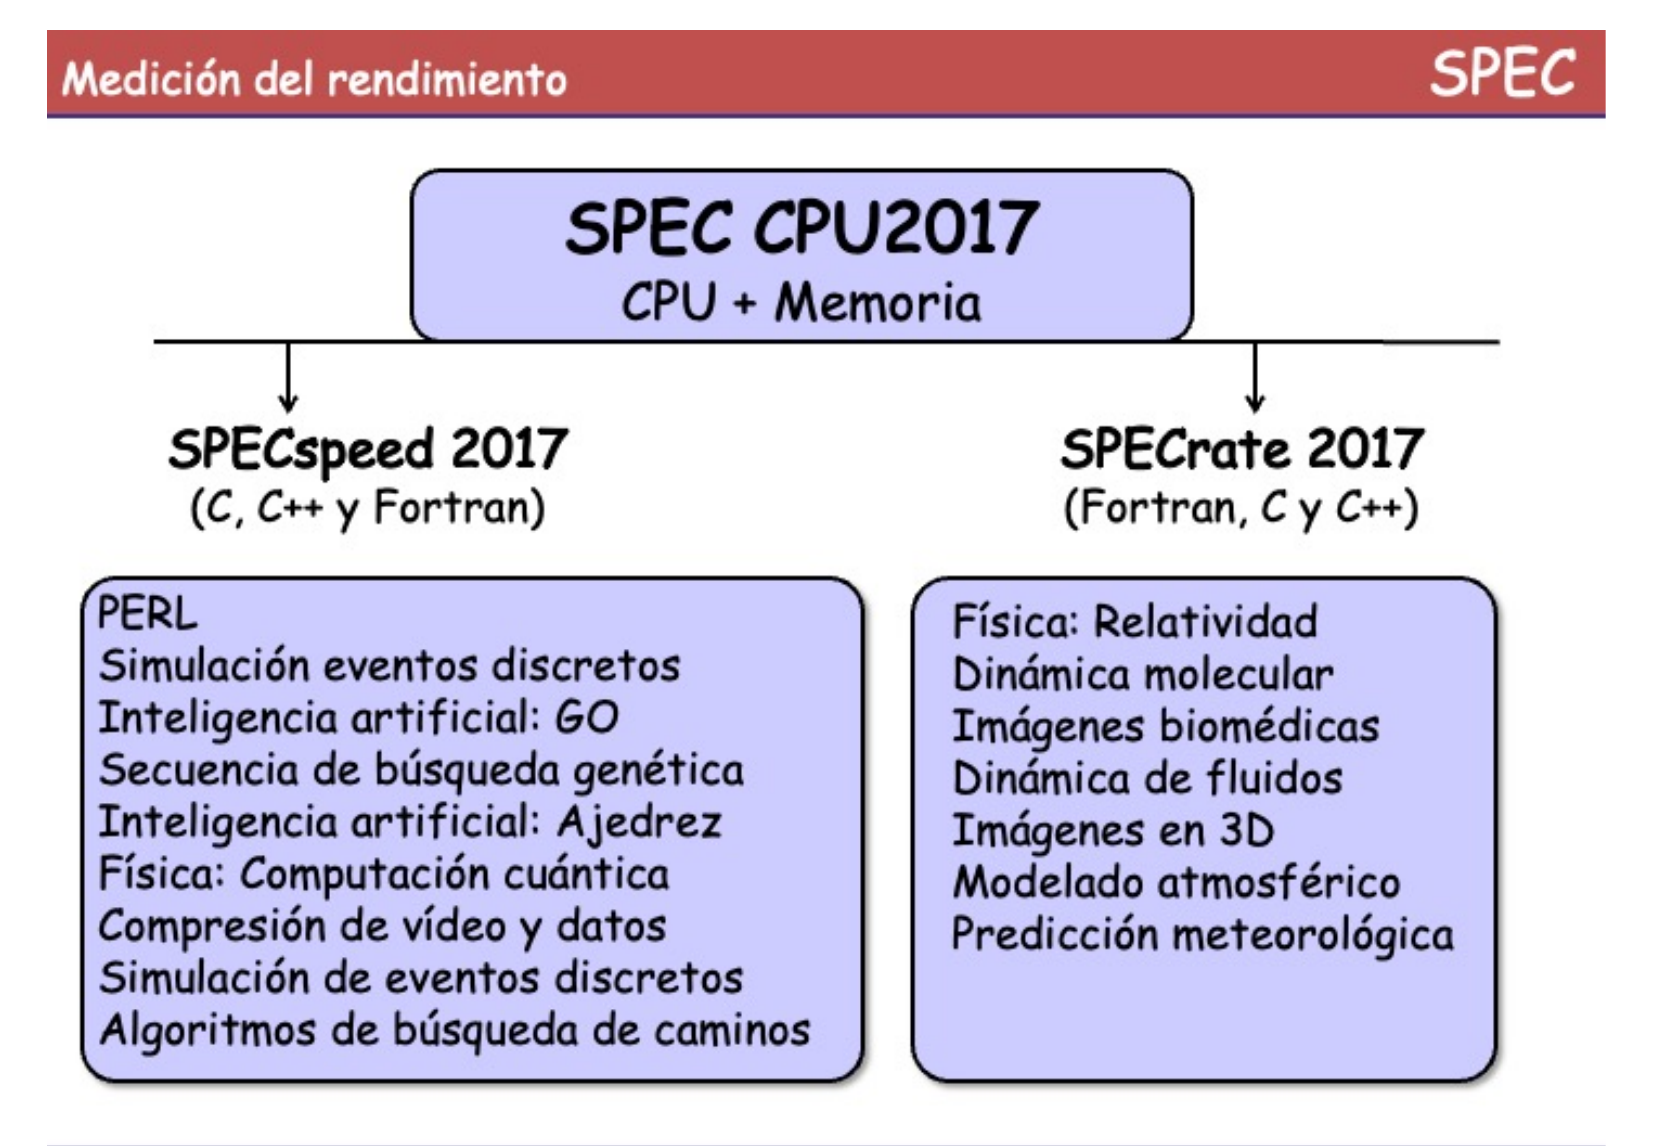 Medición del rendimiento
SPEC
SPEC CPU2017
CPU + Memoria
SPECspeed 2017
(C, C++ y Fortran)
PERL
Simulación eventos discretos
Inteligencia artificial: GO
Secuencia de búsqueda genética
Inteligencia artificial: Ajedrez
Física: Computación cuántica
Compresión de vídeo y datos
Simulación de eventos discretos
Algoritmos de búsqueda de caminos
SPECrate 2017
(Fortran, C y C++)
Física: Relatividad
Dinámica molecular
Imágenes biomédicas
Dinámica de fluidos
Imágenes en 3D
Modelado atmosférico
Predicción meteorológica